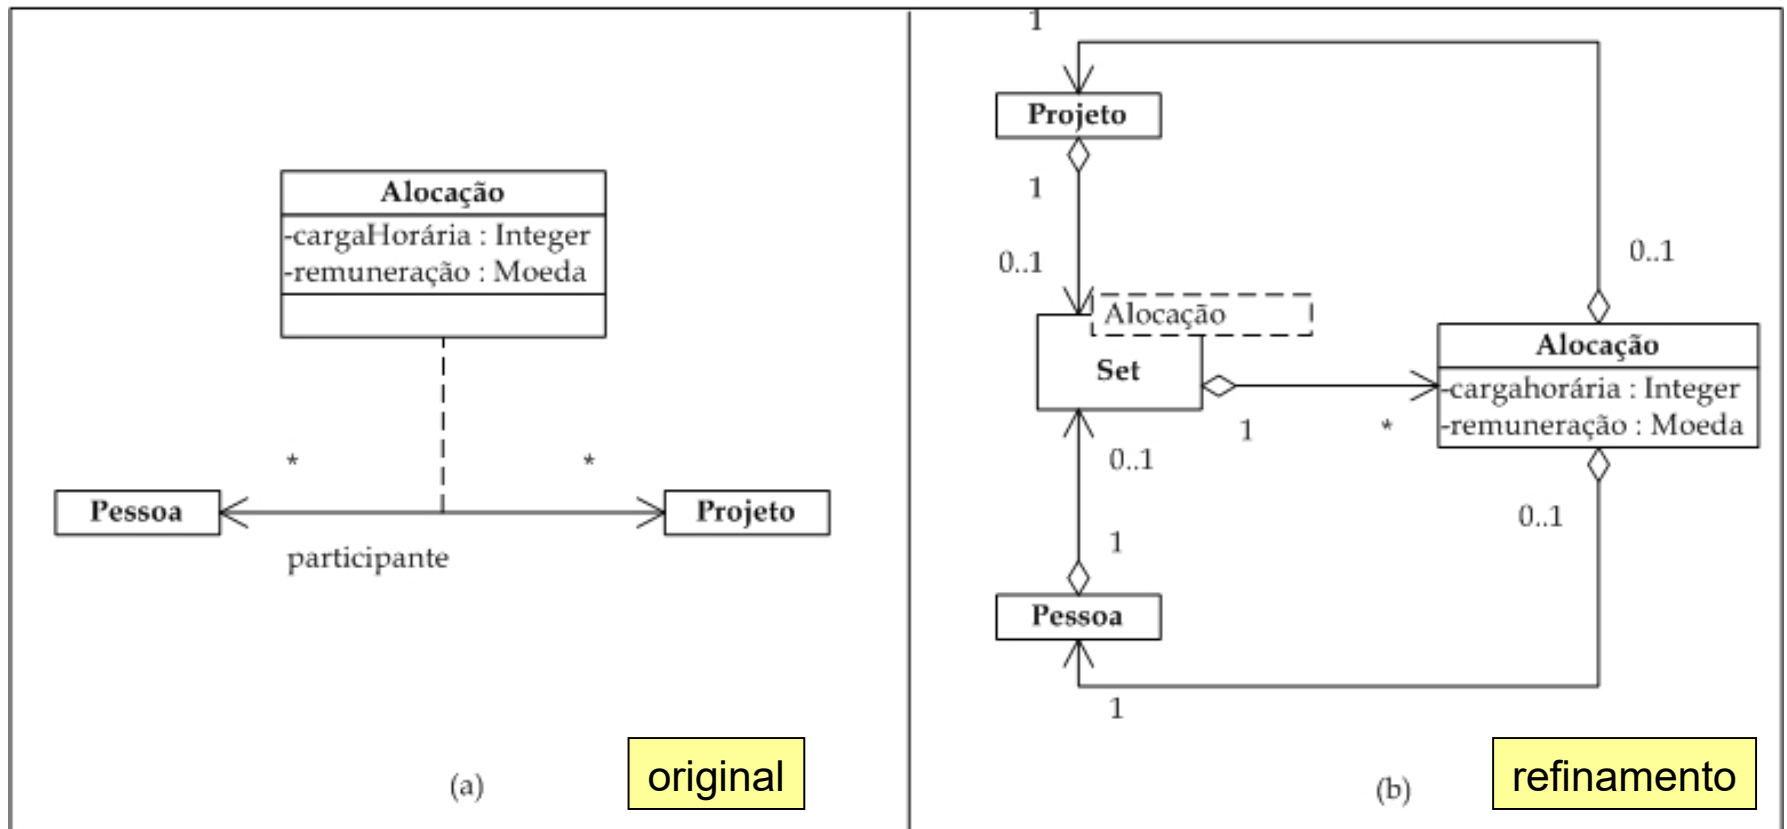 Alocação
-cargaHorária : Integer
-remuneração : Moeda
*
*
Pessoa
Projeto
participante
(a)
original
1
Projeto
1
0..1
0..1
Alocação
Set
Alocação
-cargahorária : Integer
-remuneração : Moeda
1
*
0..1
0..1
1
Pessoa
1
(b)
refinamento